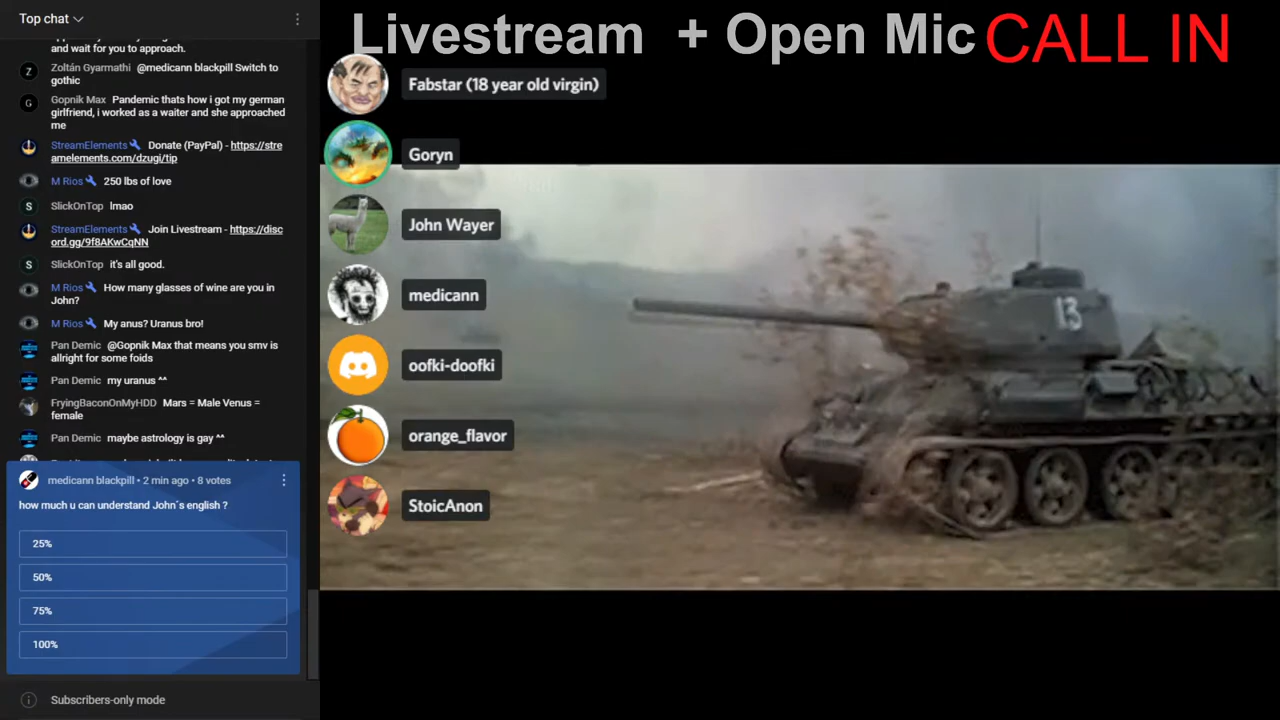 Top chat
and wait for you to approach.
Zoltán Gyarmathi @medicann blackpill Switch to
gothic
Gopnik Max Pandemic thats how i got my german
girlfriend, i worked as a waiter and she approached
me
StreamElements Donate (PayPal) - https://stre
amelements.com/dzugi/tip
M Rios 250 lbs of love
SlickOnTop lmao
StreamElements Join Livestream - https://disc
ord.gg/9f8AKwCqNN
SlickOnTop it's all good.
M Rios How many glasses of wine are you in
John?
M Rios My anus? Uranus bro!
Pan Demic @Gopnik Max that means you smv is
allright for some foids
Pan Demic my uranus ^^
FryingBaconOnMyHDD Mars = Male Venus =
female
Pan Demic maybe astrology is gay ^^
medicann blackpill • 2 min ago • 8 votes
how much u can understand John`s english ?
25%
50%
75%
100%
Subscribers-only mode
Livestream + Open Mic CALL IN
Fabstar (18 year old virgin)
Goryn
John Wayer
medicann
oofki-doofki
orange_flavor
StoicAnon
13